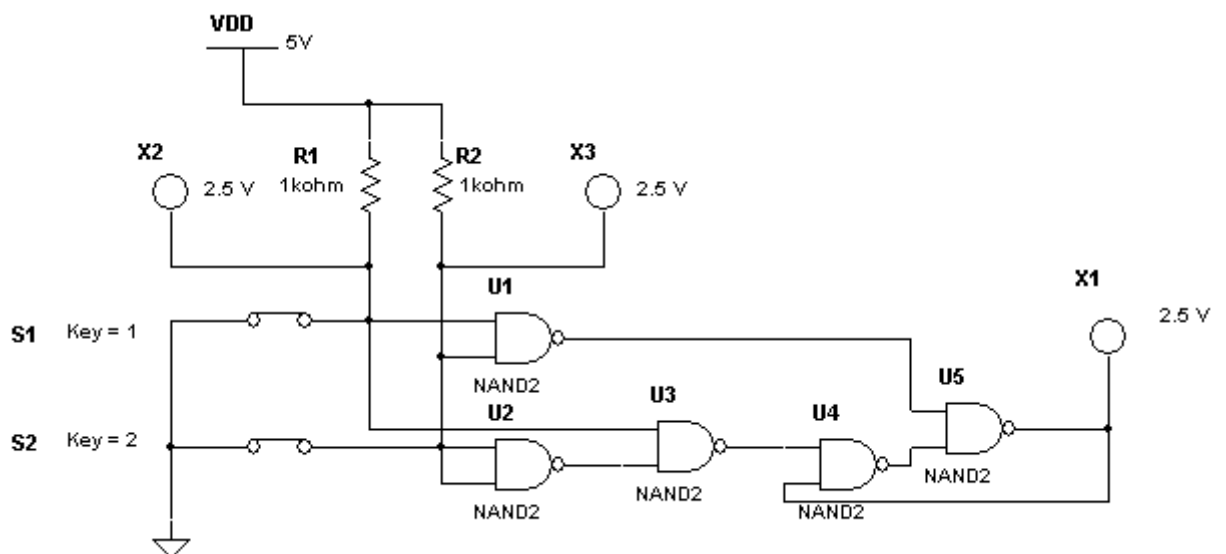 VDD
5V
X2
2.5 V
R1
1kohm
R2
1kohm
X3
2.5 V
U1
NAND2
X1
2.5 V
S1
Key = 1
S2
Key = 2
U2
NAND2
U3
NAND2
U4
NAND2
U5
NAND2